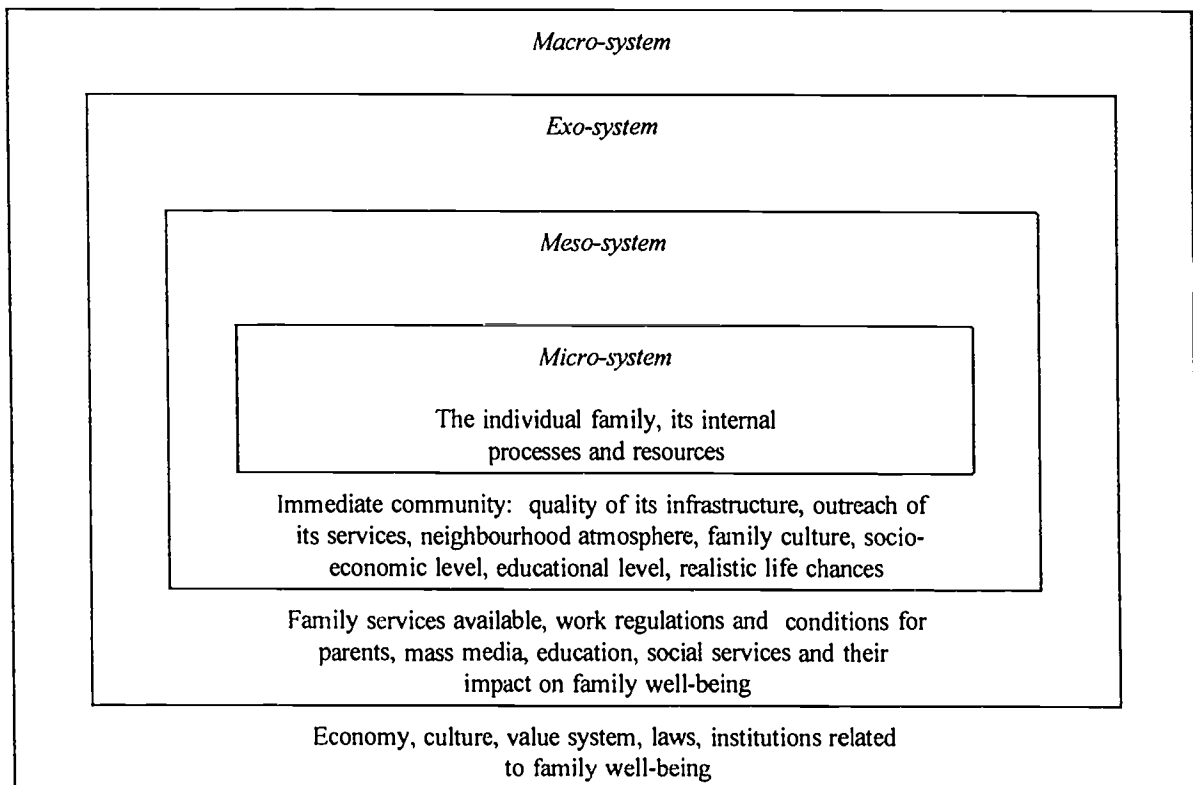 Macro-system
Exo-system
Meso-system
Micro-system
The individual family, its internal
processes and resources
Immediate community: quality of its infrastructure, outreach of
its services, neighbourhood atmosphere, family culture, socio-
economic level, educational level, realistic life chances
Family services available, work regulations and conditions for
parents, mass media, education, social services and their
impact on family well-being
Economy, culture, value system, laws, institutions related
to family well-being